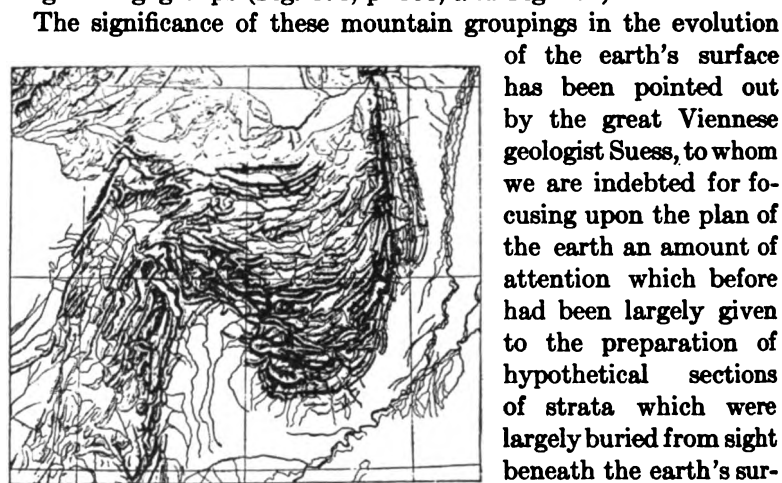 The significance of these mountain groupings in the evolution
of the earth's surface
has been pointed out
by the great Viennese
geologist Suess, to whom
we are indebted for fo-
cusing upon the plan of
the earth an amount of
attention which before
had been largely given
to the preparation of
hypothetical sections
of strata which were
largely buried from sight
beneath the earth's sur-